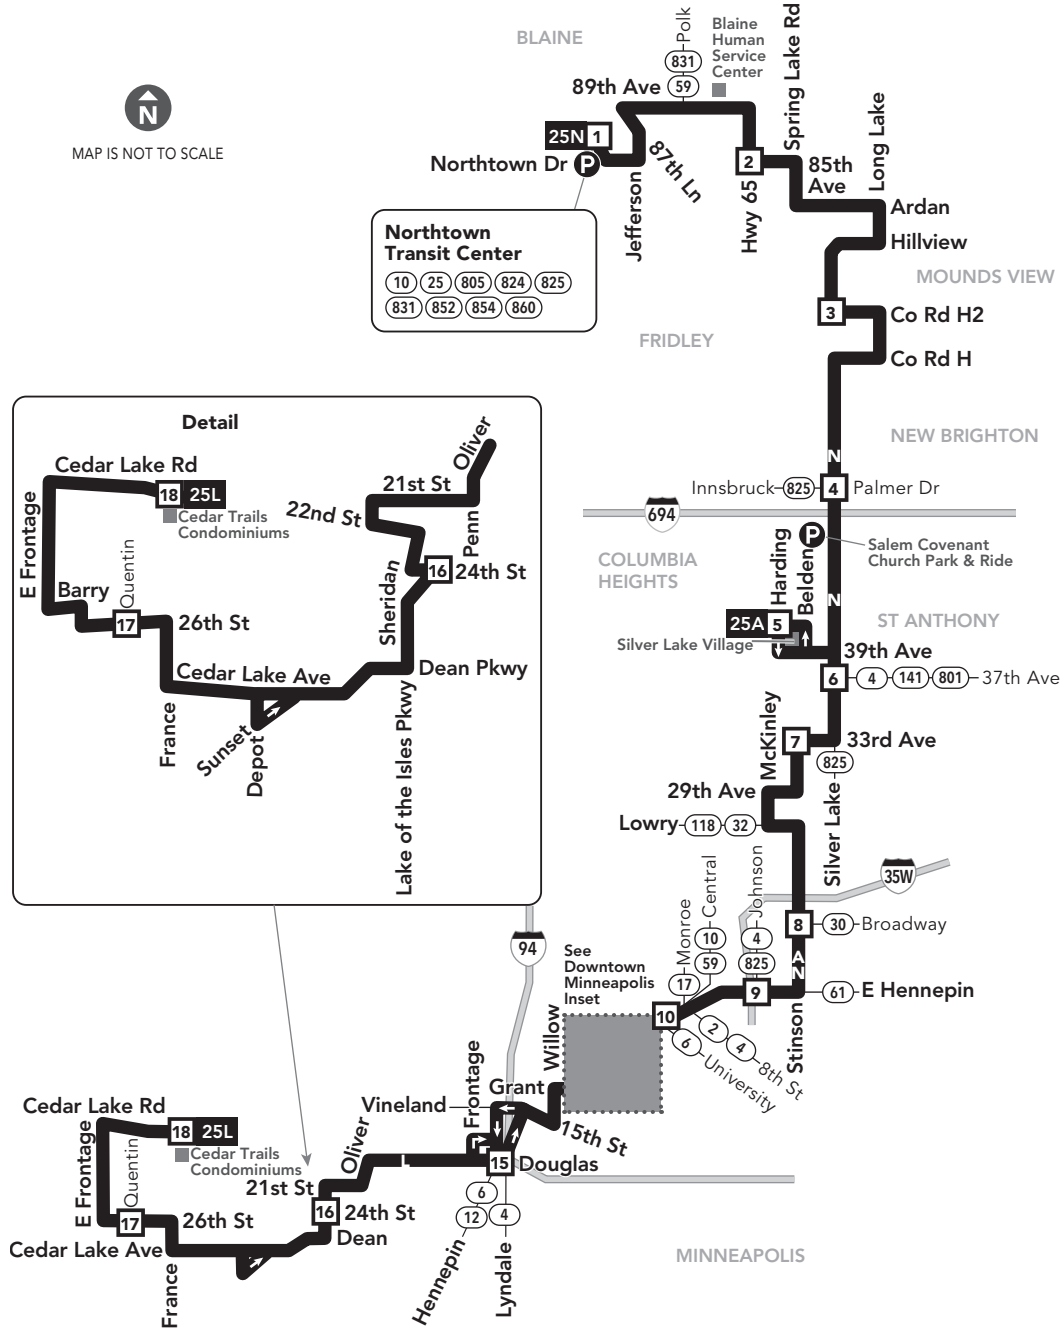 BLAINE
Polk
831
59
Blaine
Human
Service
Center
Spring Lake Rd
Long Lake
N
MAP IS NOT TO SCALE
89th Ave
25N 1
Northtown Dr P
87th Ln
Jefferson
2
Hwy 65
85th
Ave
Ardan
Hillview
Northtown
Transit Center
10 25 805 824 825
831 852 854 860
MOUNDS VIEW
3
Co Rd H2
FRIDLEY
Co Rd H
NEW BRIGHTON
N
Innsbruck 825 4 Palmer Dr
694
P
Salem Covenant
Church Park & Ride
COLUMBIA
HEIGHTS
Harding
Belden
N
25A 5
ST ANTHONY
Silver Lake Village
39th Ave
6 4 141 801 37th Ave
McKinley
7 33rd Ave
825
29th Ave
Silver Lake
Lowry 118 32
35W
Johnson
Central
Monroe
10
59
17
4
825
8 30 Broadway
A
N
9
61 E Hennepin
Stinson
10
2
4
8th St
6
University
See
Downtown
Minneapolis
Inset
94
Willow
Grant
15th St
Frontage
Vineland
15 Douglas
6
12
4
Hennepin
Lyndale
L
MINNEAPOLIS
Detail
Oliver
Cedar Lake Rd
21st St
18 25L
22nd St
Cedar Trails
Condominiums
E Frontage
Penn
16 24th St
Quentin
Barry
Sheridan
17
26th St
Cedar Lake Ave
Dean Pkwy
France
Sunset
Depot
Lake of the Isles Pkwy
Cedar Lake Rd
18 25L
Cedar Trails
Condominiums
Oliver
E Frontage
Quentin
21st St
17
26th St
16 24th St
Dean
Cedar Lake Ave
France